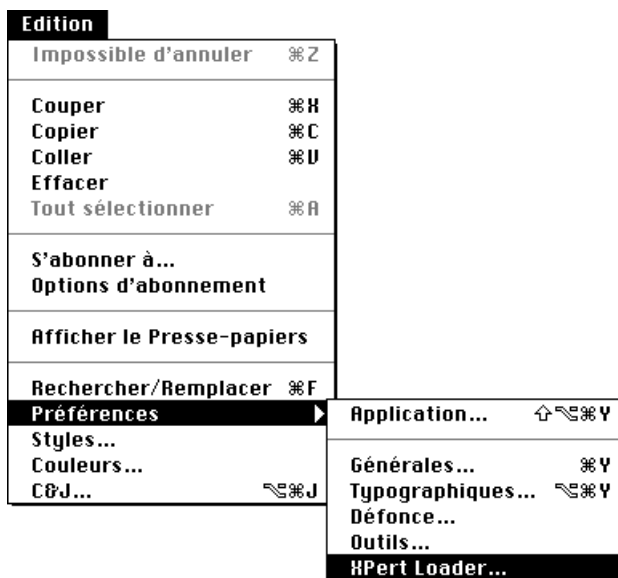 Edition
Impossible d'annuler ⌘Z
Couper ⌘X
Copier ⌘C
Coller ⌘V
Effacer
Tout sélectionner ⌘A
S'abonner à...
Options d'abonnement
Afficher le Presse-papiers
Rechercher/Remplacer ⌘F
Préférences
Styles...
Couleurs...
C&J... ⌥⌘J
Application... ⇧⌥⌘Y
Générales... ⌘Y
Typographiques... ⌥⌘Y
Défonce...
Outils...
XPert Loader...